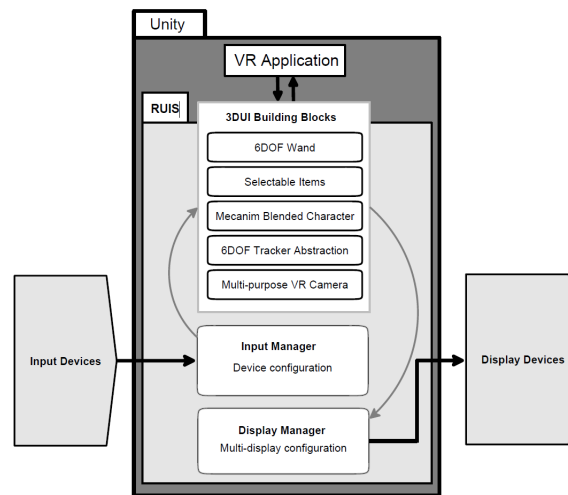 Unity
VR Application
RUIS
3DUI Building Blocks
6DOF Wand
Selectable Items
Mecanim Blended Character
6DOF Tracker Abstraction
Multi-purpose VR Camera
Input Devices
Input Manager
Device configuration
Display Devices
Display Manager
Multi-display configuration